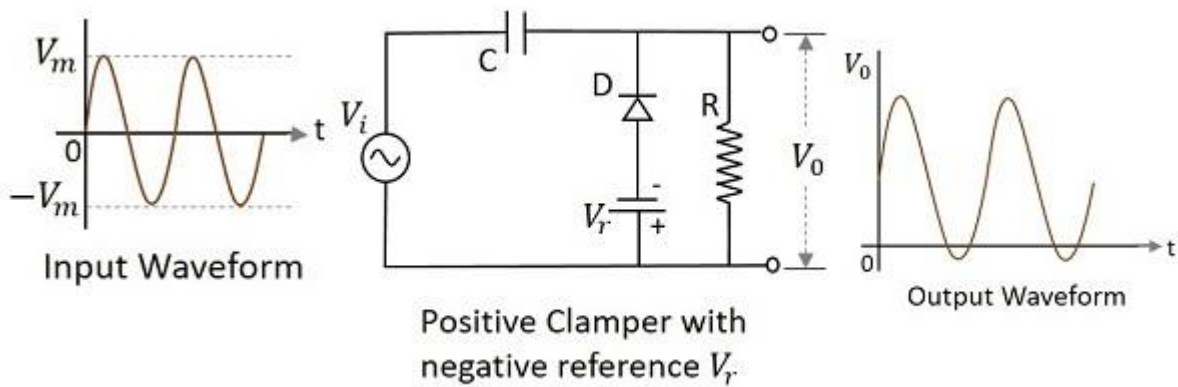 V_m
0
t
−V_m
Input Waveform
C
V_i
D
R
V_r
-
+
V_0
Positive Clamper with
negative reference V_r
V_0
0
t
Output Waveform